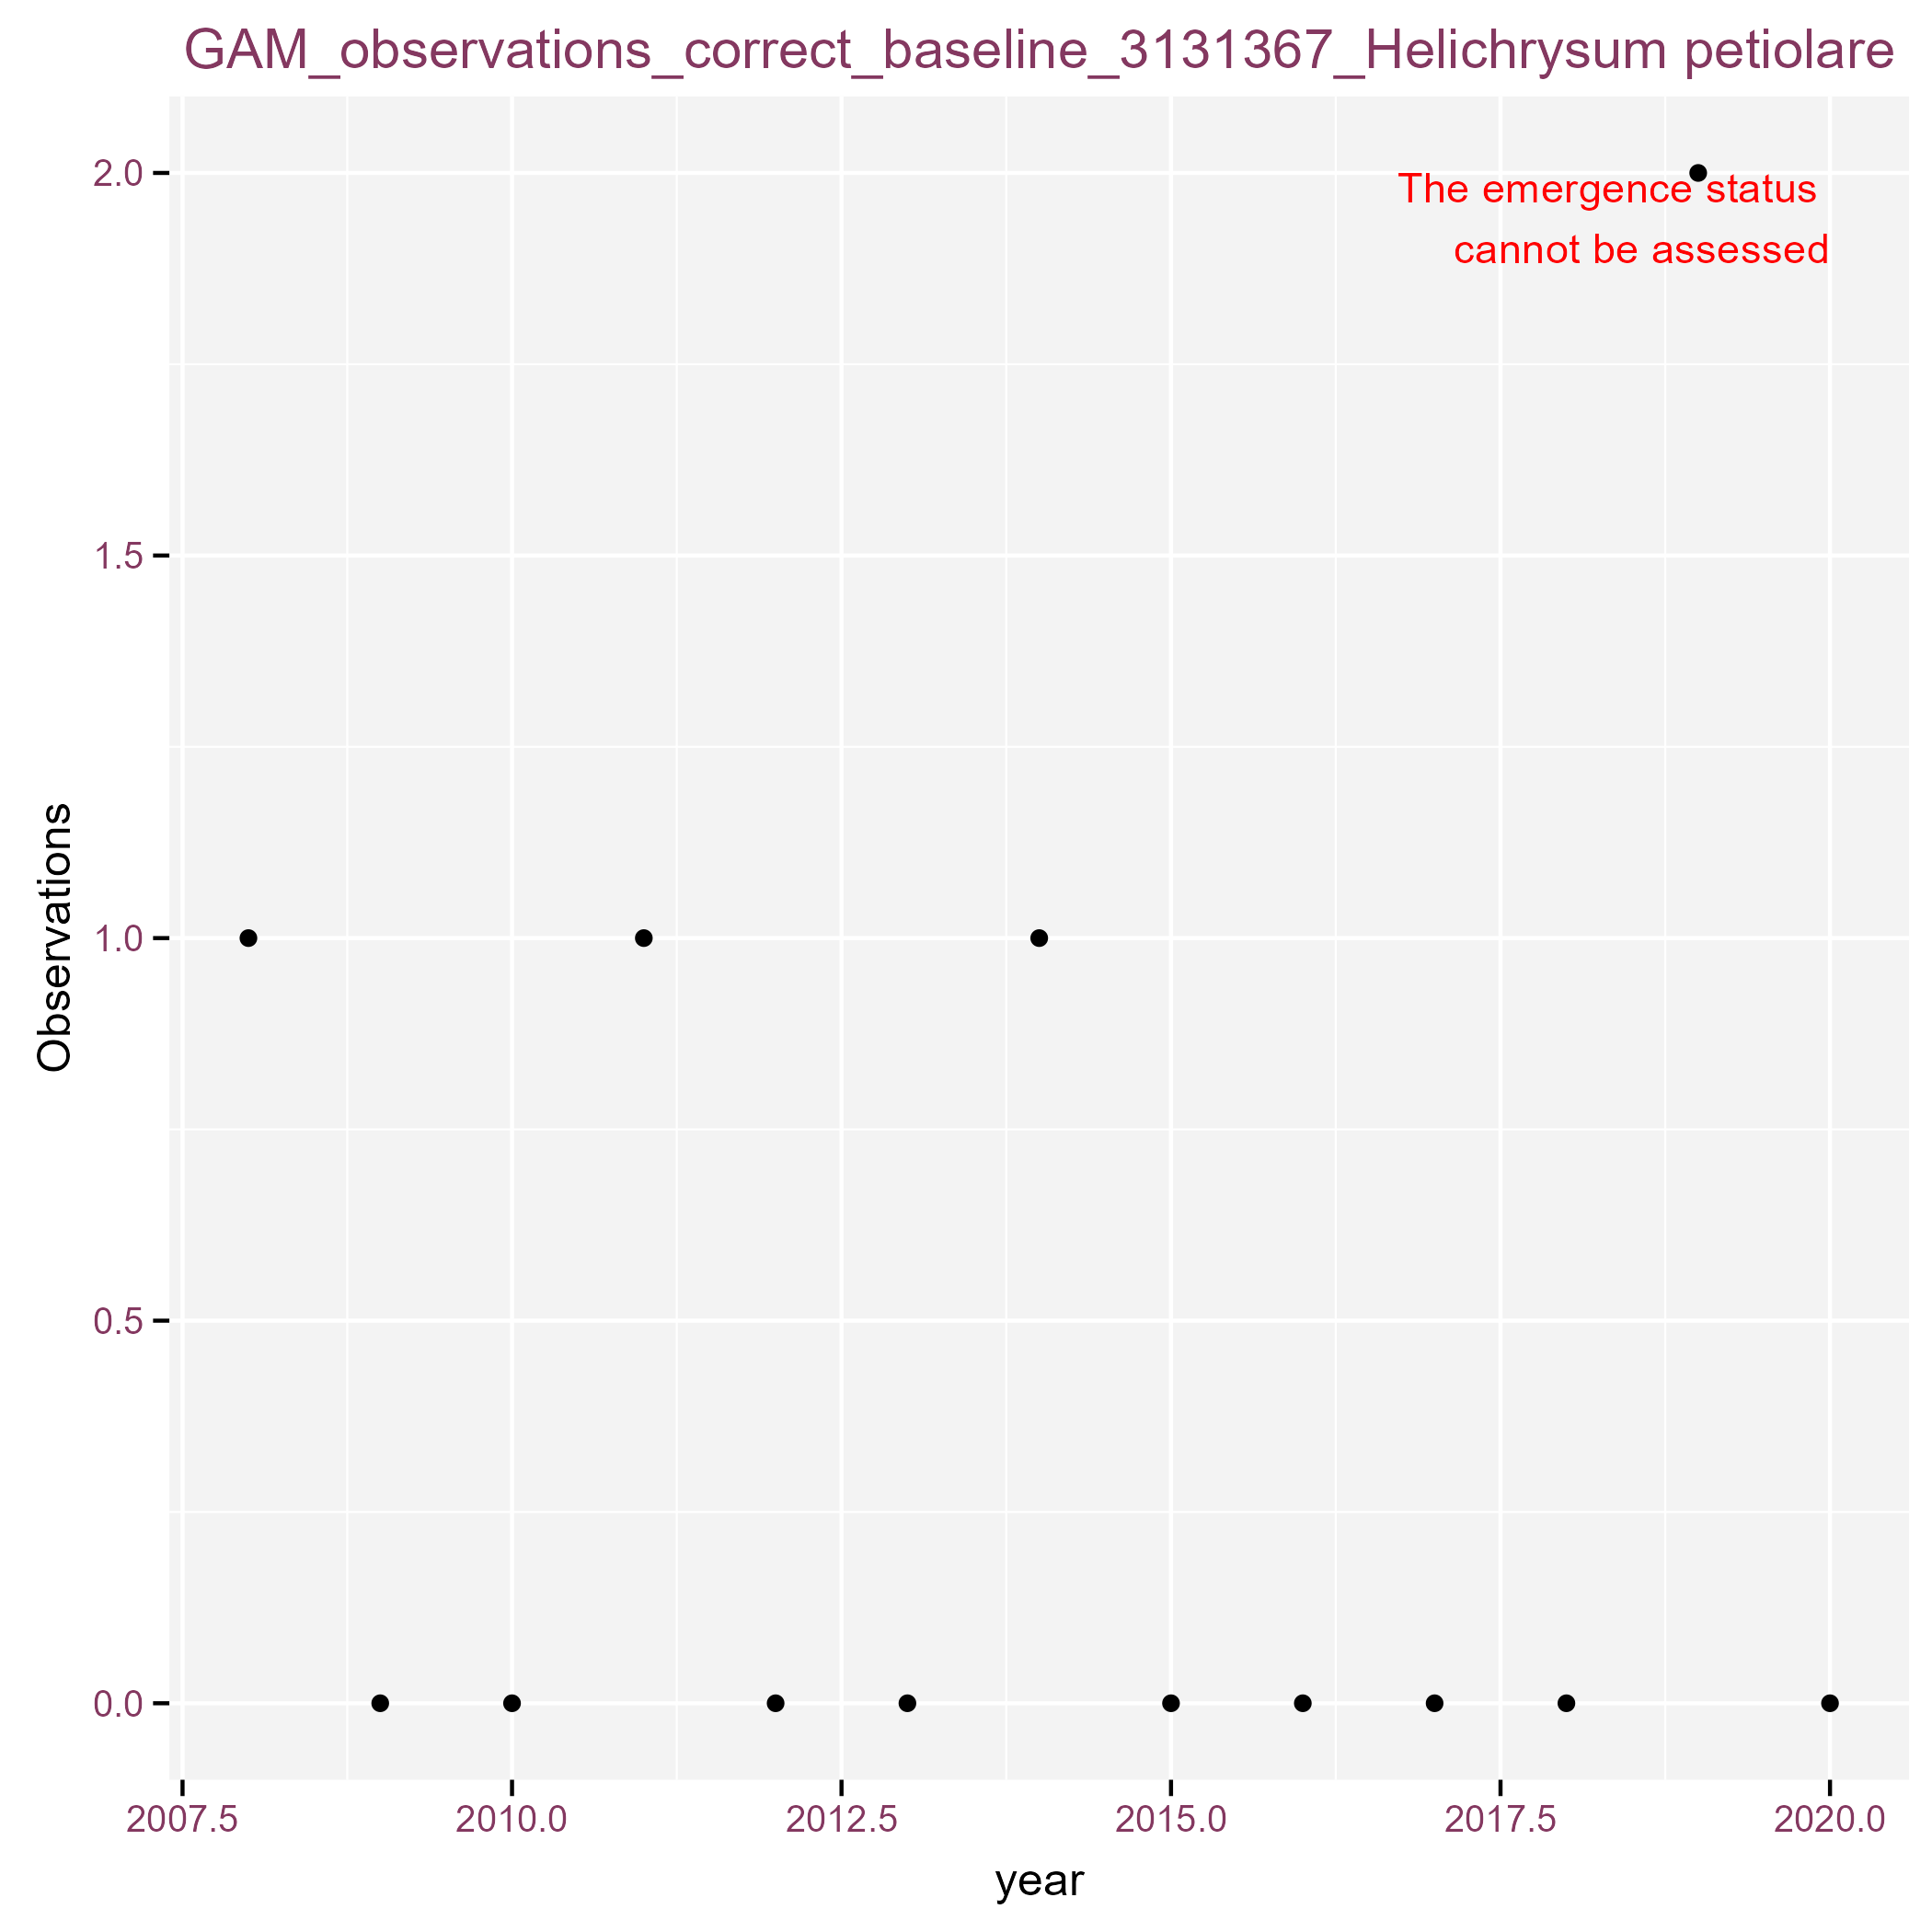 GAM_observations_correct_baseline_3131367_Helichrysum petiolare
2.0
The emergence status
cannot be assessed
1.5
1.0
0.5
0.0
Observations
2007.5 2010.0 2012.5 2015.0 2017.5 2020.0
year